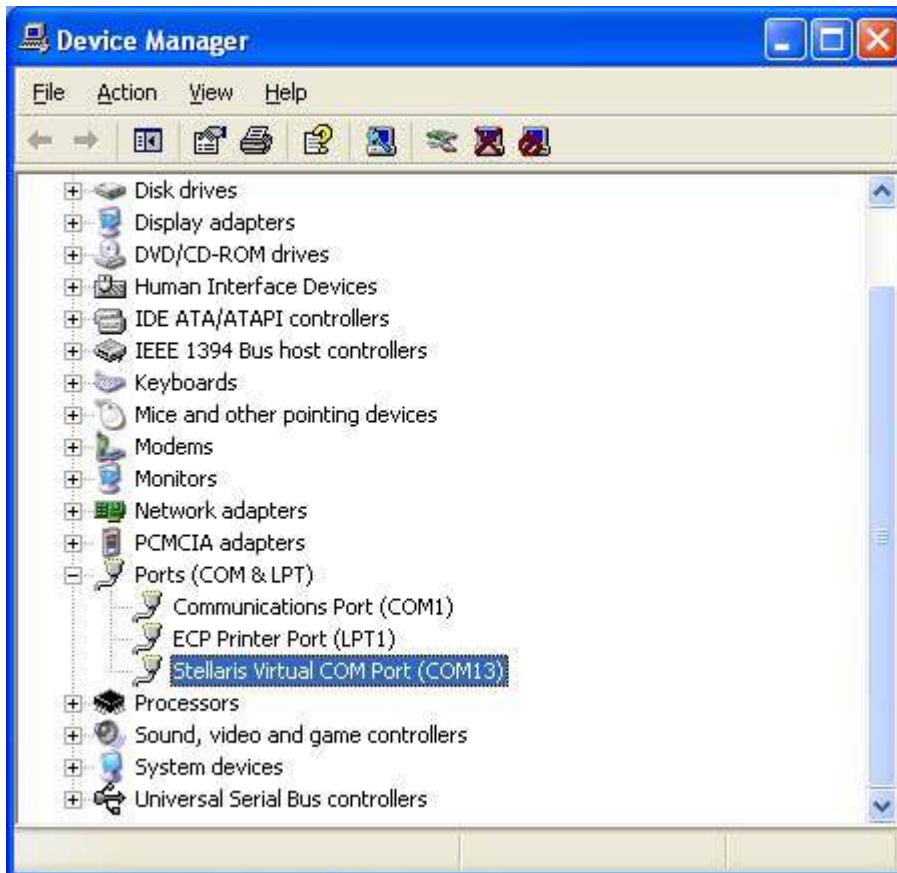 Device Manager
File Action View Help
Disk drives
Display adapters
DVD/CD-ROM drives
Human Interface Devices
IDE ATA/ATAPI controllers
IEEE 1394 Bus host controllers
Keyboards
Mice and other pointing devices
Modems
Monitors
Network adapters
PCMCIA adapters
Ports (COM & LPT)
Communications Port (COM1)
ECP Printer Port (LPT1)
Stellaris Virtual COM Port (COM13)
Processors
Sound, video and game controllers
System devices
Universal Serial Bus controllers